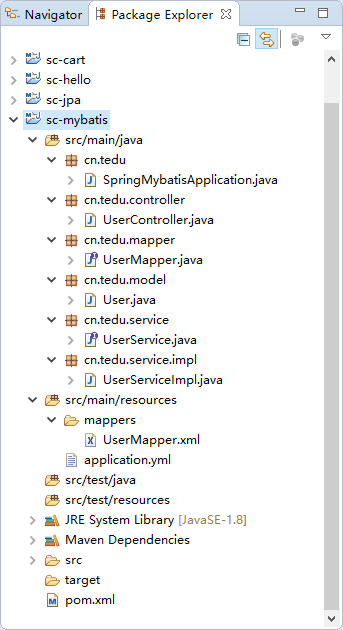 Navigator
Package Explorer
sc-cart
sc-hello
sc-jpa
sc-mybatis
src/main/java
cn.tedu
SpringMybatisApplication.java
cn.tedu.controller
UserController.java
cn.tedu.mapper
UserMapper.java
cn.tedu.model
User.java
cn.tedu.service
UserService.java
cn.tedu.service.impl
UserServiceImpl.java
src/main/resources
mappers
UserMapper.xml
application.yml
src/test/java
src/test/resources
JRE System Library [JavaSE-1.8]
Maven Dependencies
src
target
pom.xml